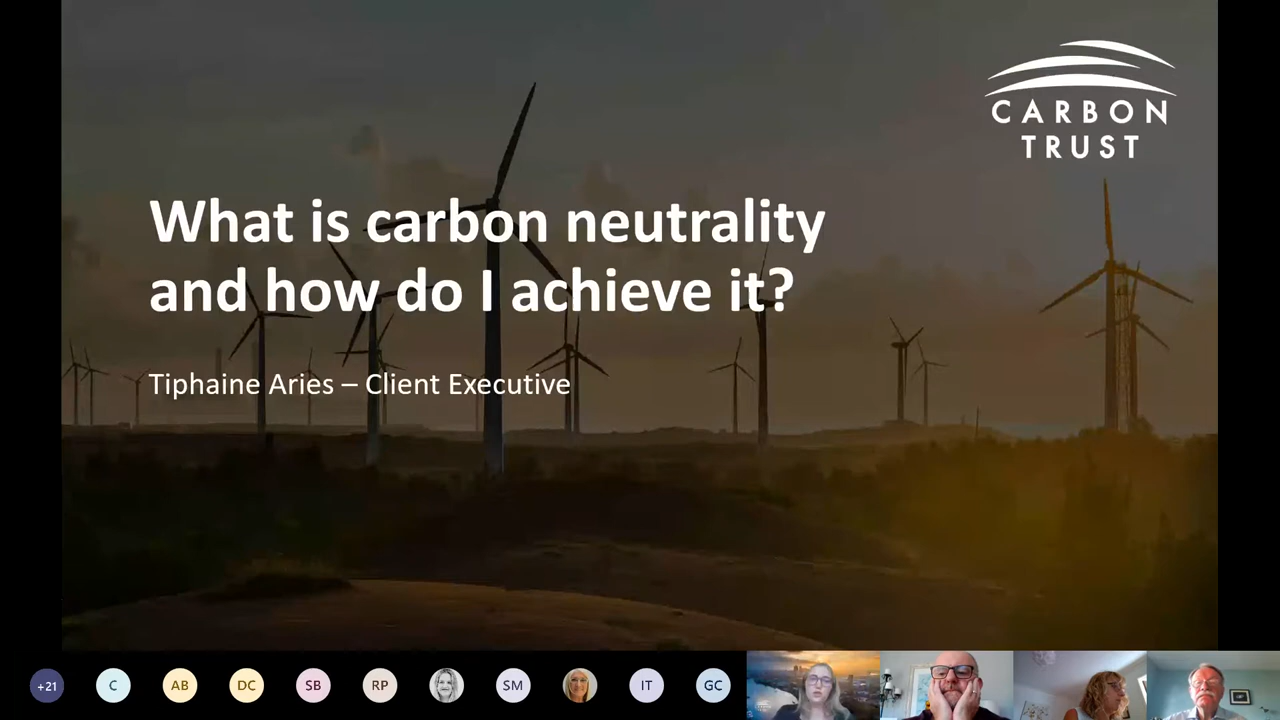 CARBON
TRUST
What is carbon neutrality
and how do I achieve it?
Tiphaine Aries – Client Executive
+21
C
AB
DC
SB
RP
SM
IT
GC